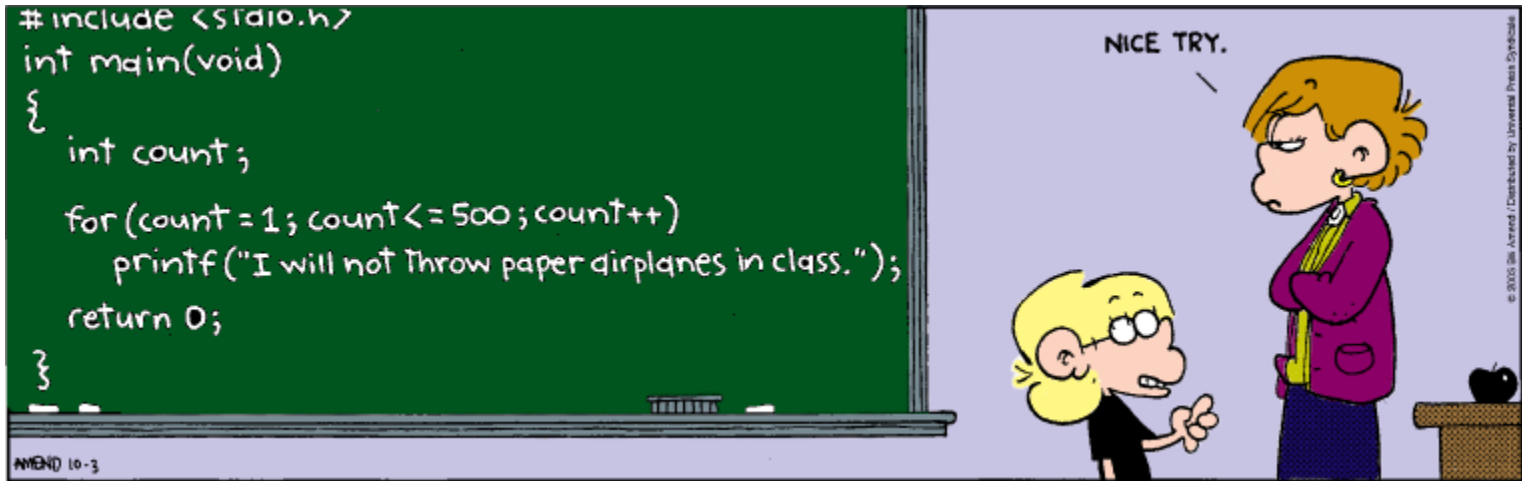 #include <stdio.h>
int main(void)
{
int count;
for (count = 1; count <= 500; count++)
printf("I will not throw paper airplanes in class.");
return 0;
}
AMEND 10-3
NICE TRY.
© 2003 Bill Amend / Distributed by Universal Press Syndicate